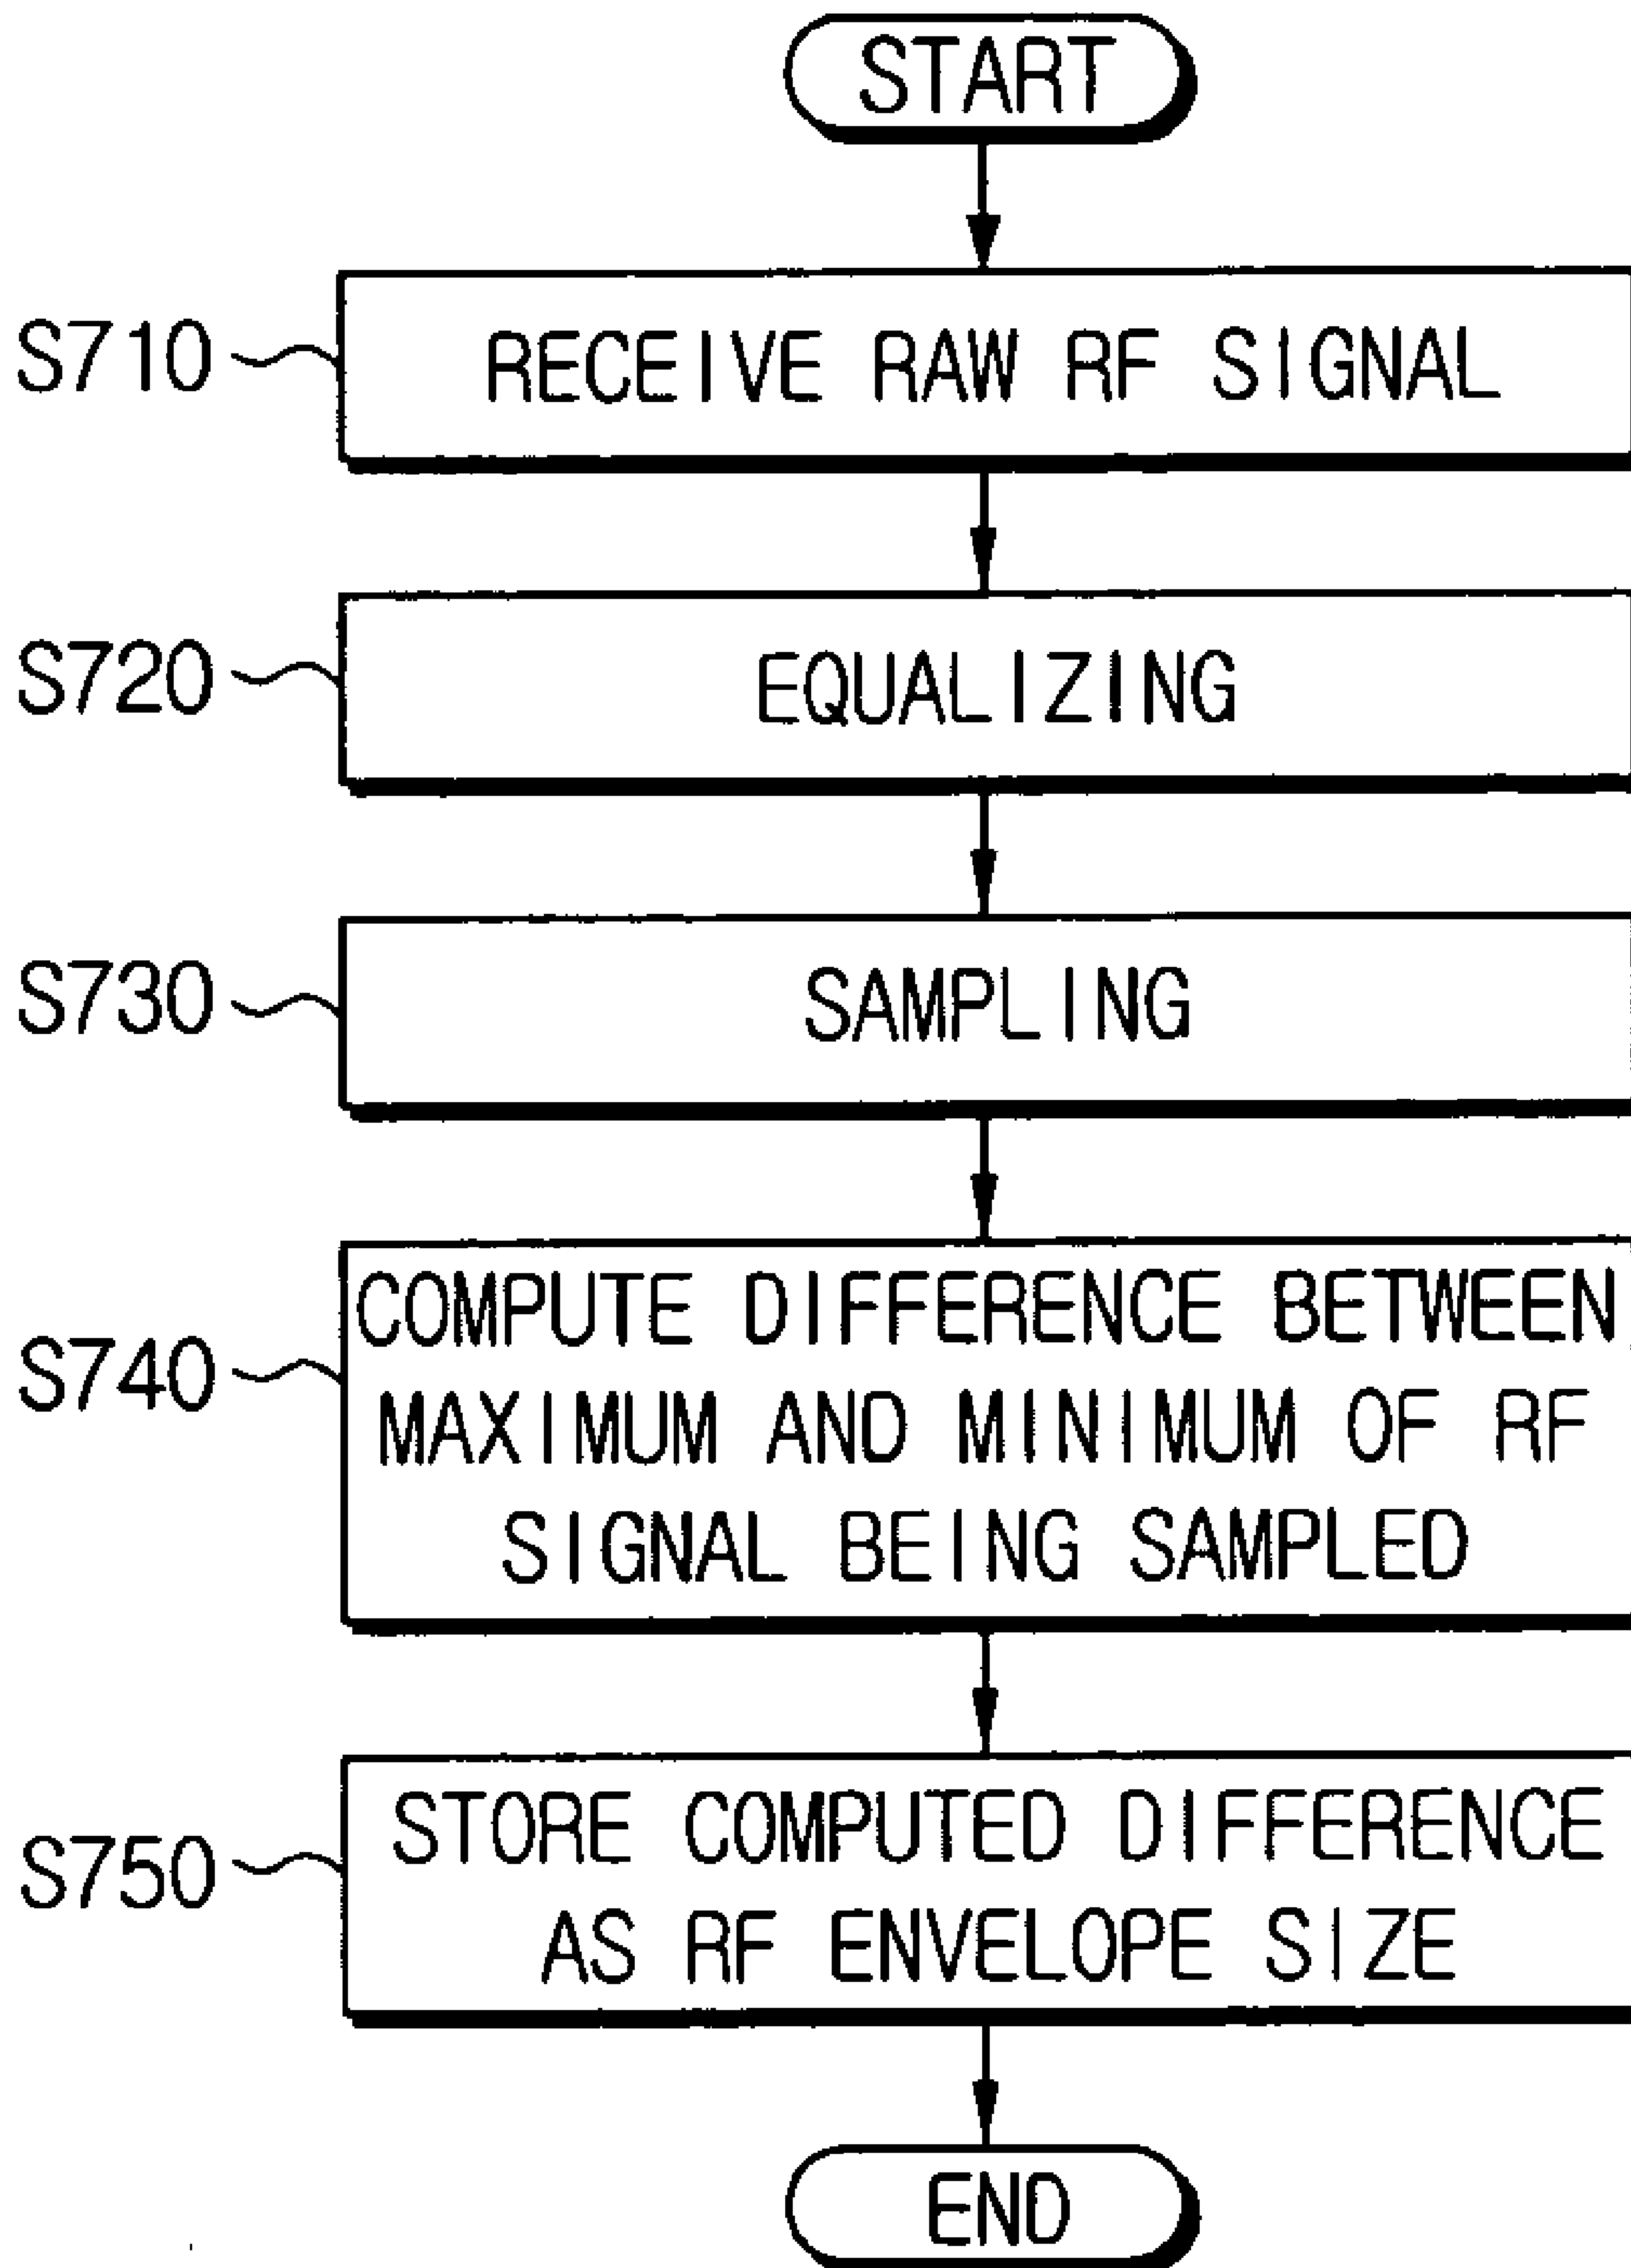 START
S710
RECEIVE RAW RF SIGNAL
S720
EQUALIZING
S730
SAMPLING
S740
COMPUTE DIFFERENCE BETWEEN
MAXIMUM AND MINIMUM OF RF
SIGNAL BEING SAMPLED
S750
STORE COMPUTED DIFFERENCE
AS RF ENVELOPE SIZE
END